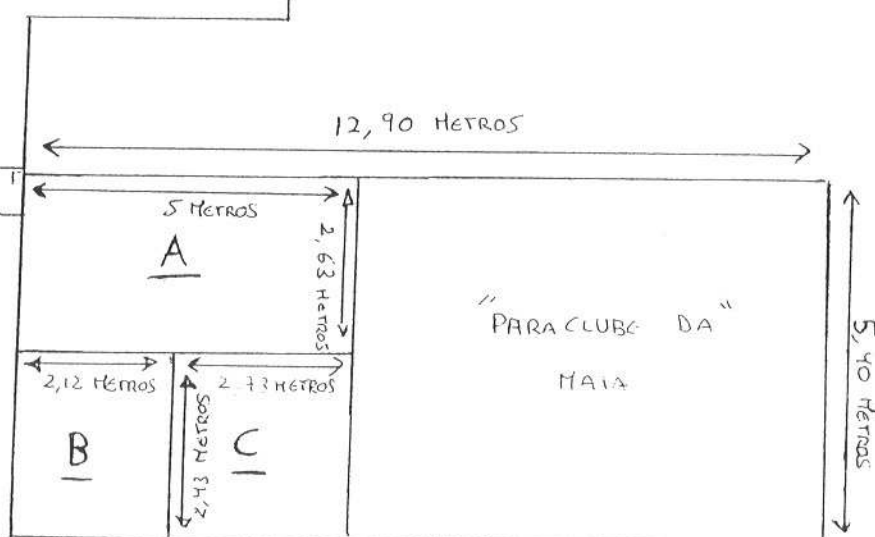 12,90 METROS
5 METROS
2,63 METROS
A
"PARACLUBE DA"
MAIA
5,40 METROS
2,12 METROS
2.73 METROS
2,43 METROS
B
C